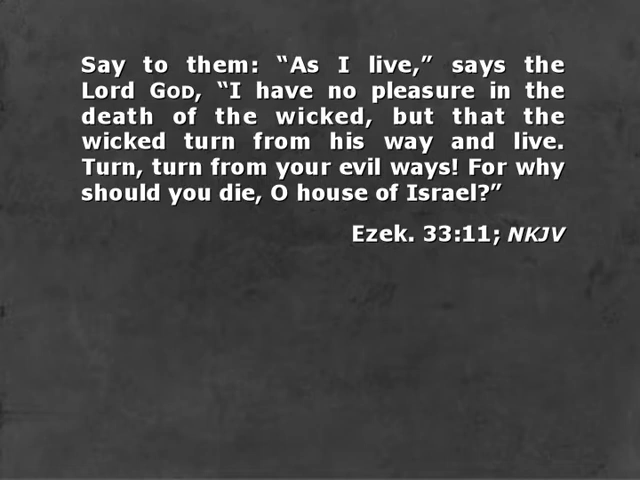 Say to them: “As I live,” says the
Lord GOD, “I have no pleasure in the
death of the wicked, but that the
wicked turn from his way and live.
Turn, turn from your evil ways! For why
should you die, O house of Israel?”
Ezek. 33:11; NKJV